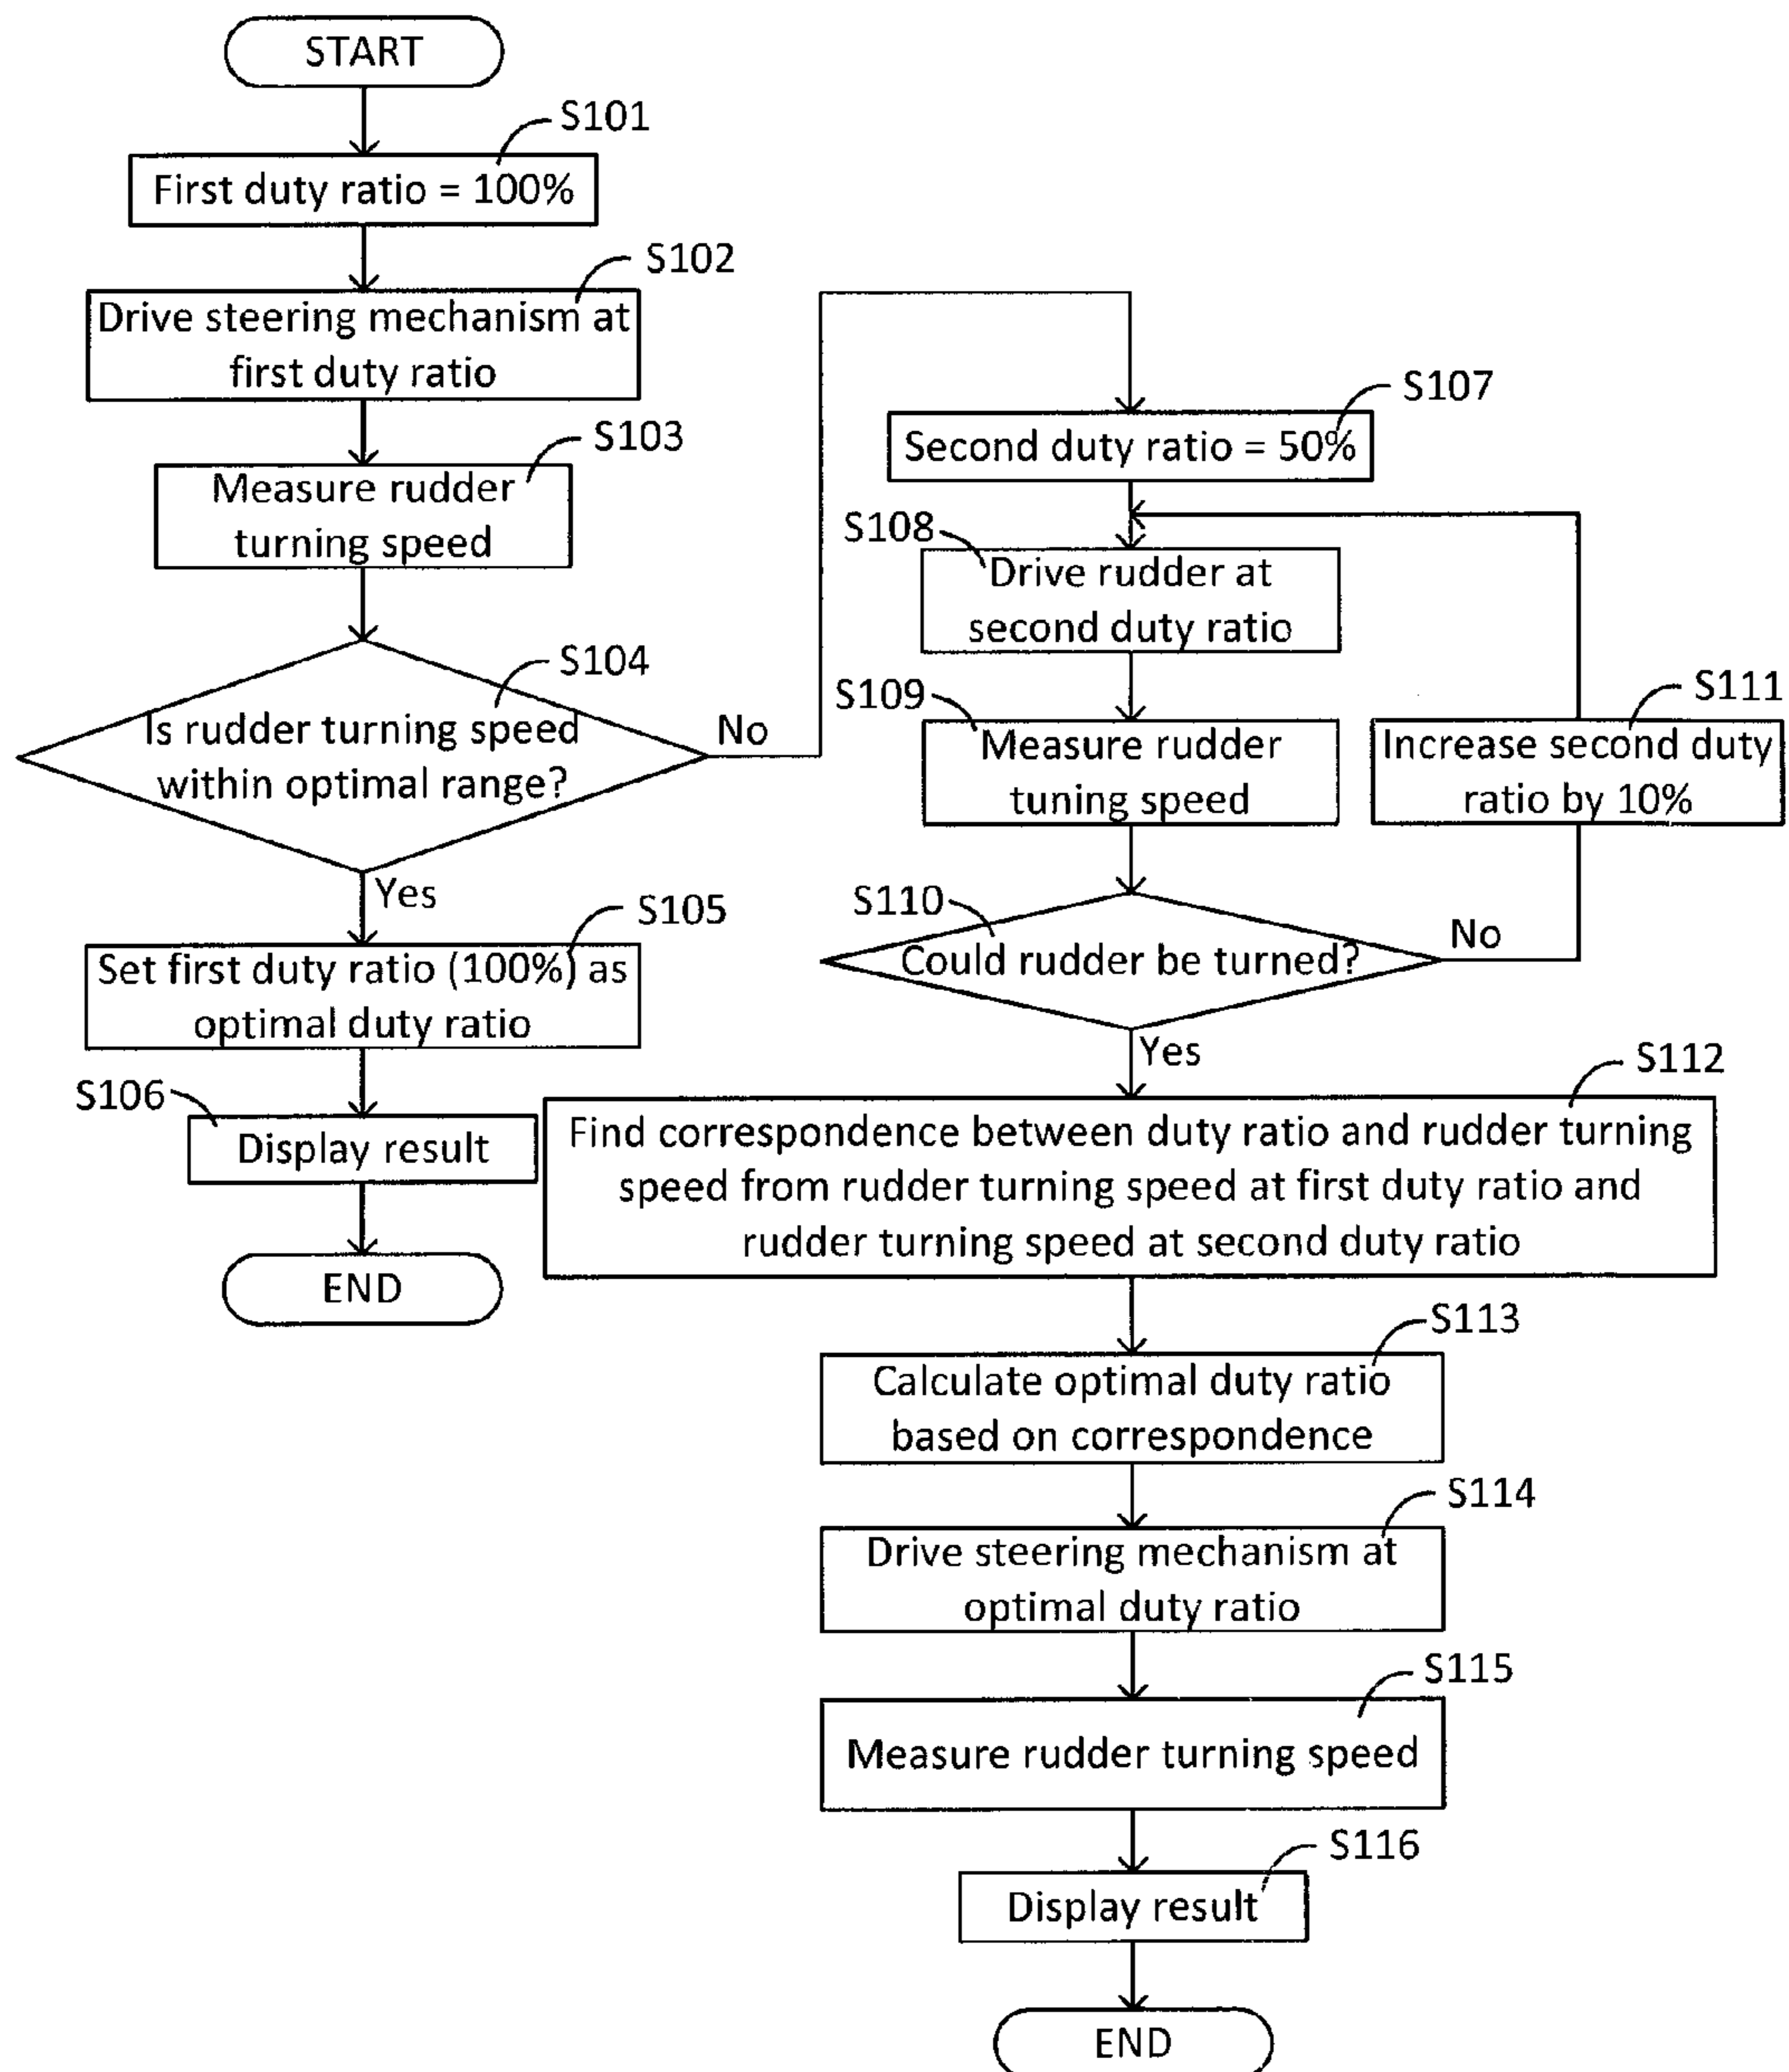 START
S101
First duty ratio = 100%
S102
Drive steering mechanism at
first duty ratio
S103
Measure rudder
turning speed
S104
Is rudder turning speed
within optimal range?
No
Yes
S105
Set first duty ratio (100%) as
optimal duty ratio
S106
Display result
END
S107
Second duty ratio = 50%
S108
Drive rudder at
second duty ratio
S109
Measure rudder
tuning speed
S110
Could rudder be turned?
No
S111
Increase second duty
ratio by 10%
Yes
S112
Find correspondence between duty ratio and rudder turning
speed from rudder turning speed at first duty ratio and
rudder turning speed at second duty ratio
S113
Calculate optimal duty ratio
based on correspondence
S114
Drive steering mechanism at
optimal duty ratio
S115
Measure rudder turning speed
S116
Display result
END